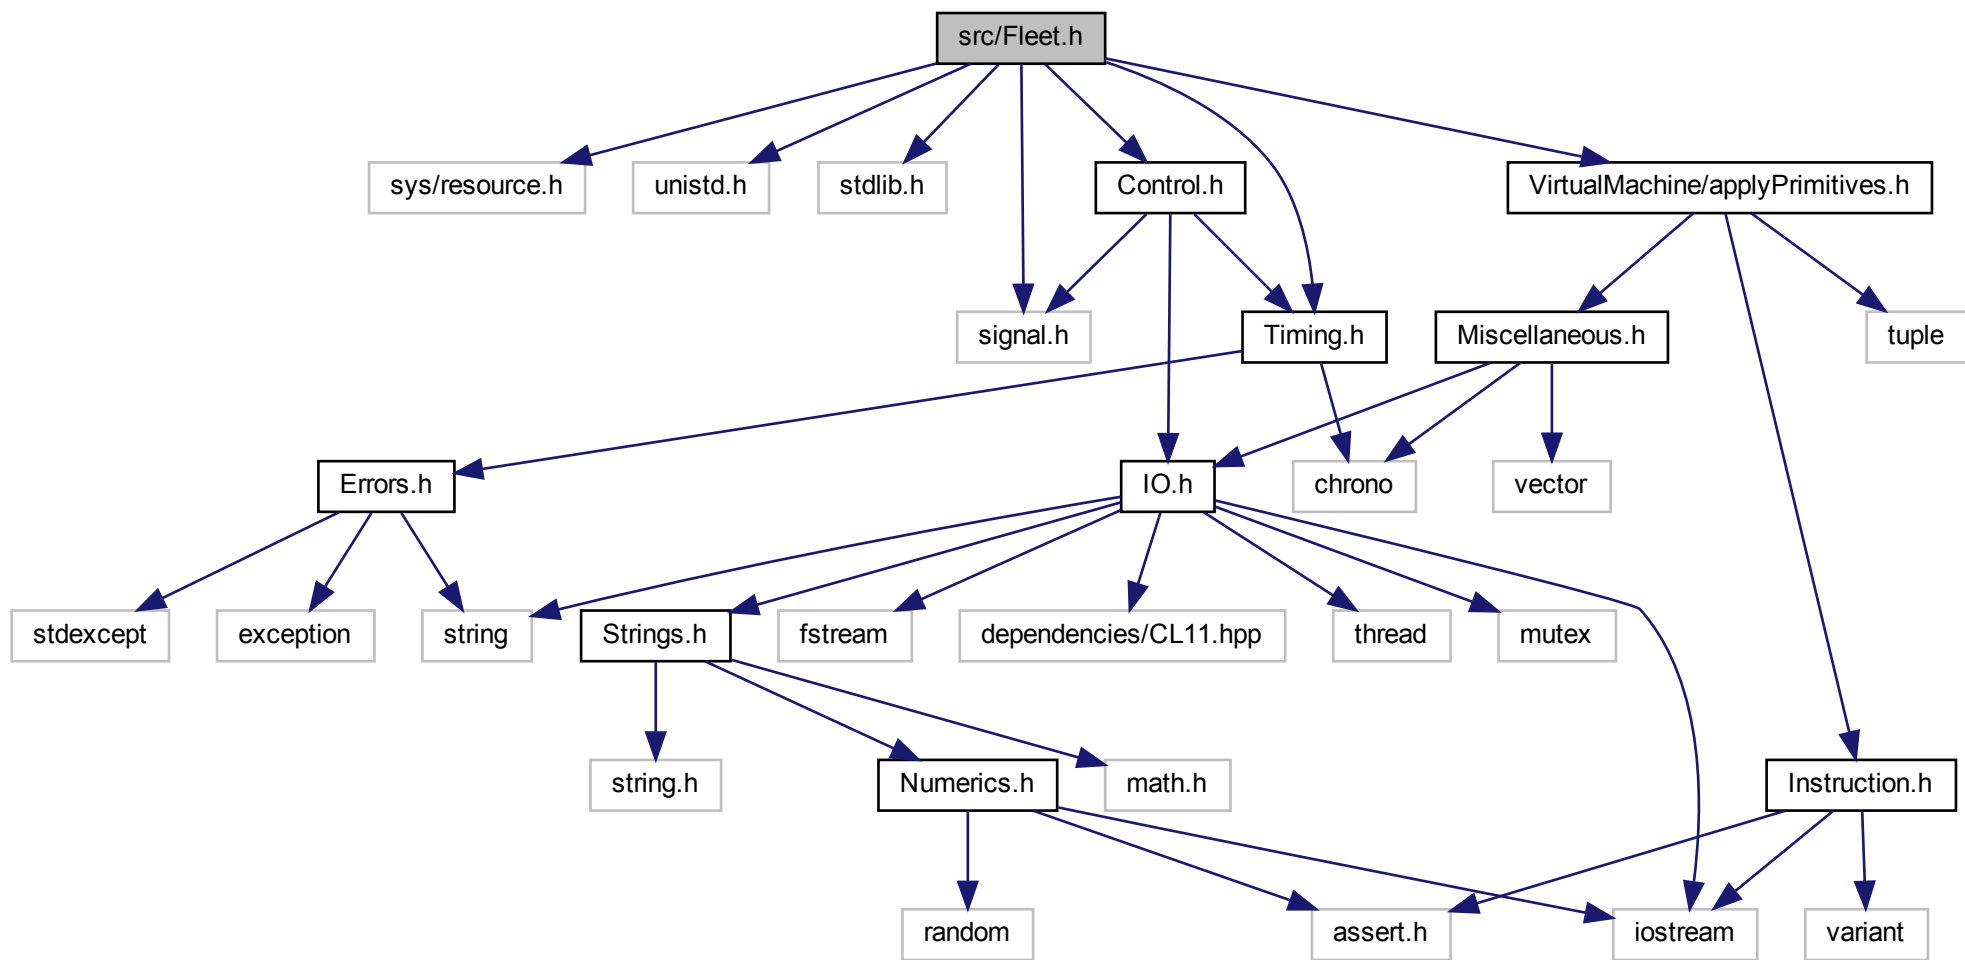 src/Fleet.h
sys/resource.h
unistd.h
stdlib.h
Control.h
VirtualMachine/applyPrimitives.h
signal.h
Timing.h
Miscellaneous.h
tuple
Errors.h
IO.h
chrono
vector
stdexcept
exception
string
Strings.h
fstream
dependencies/CL11.hpp
thread
mutex
string.h
Numerics.h
math.h
Instruction.h
random
assert.h
iostream
variant